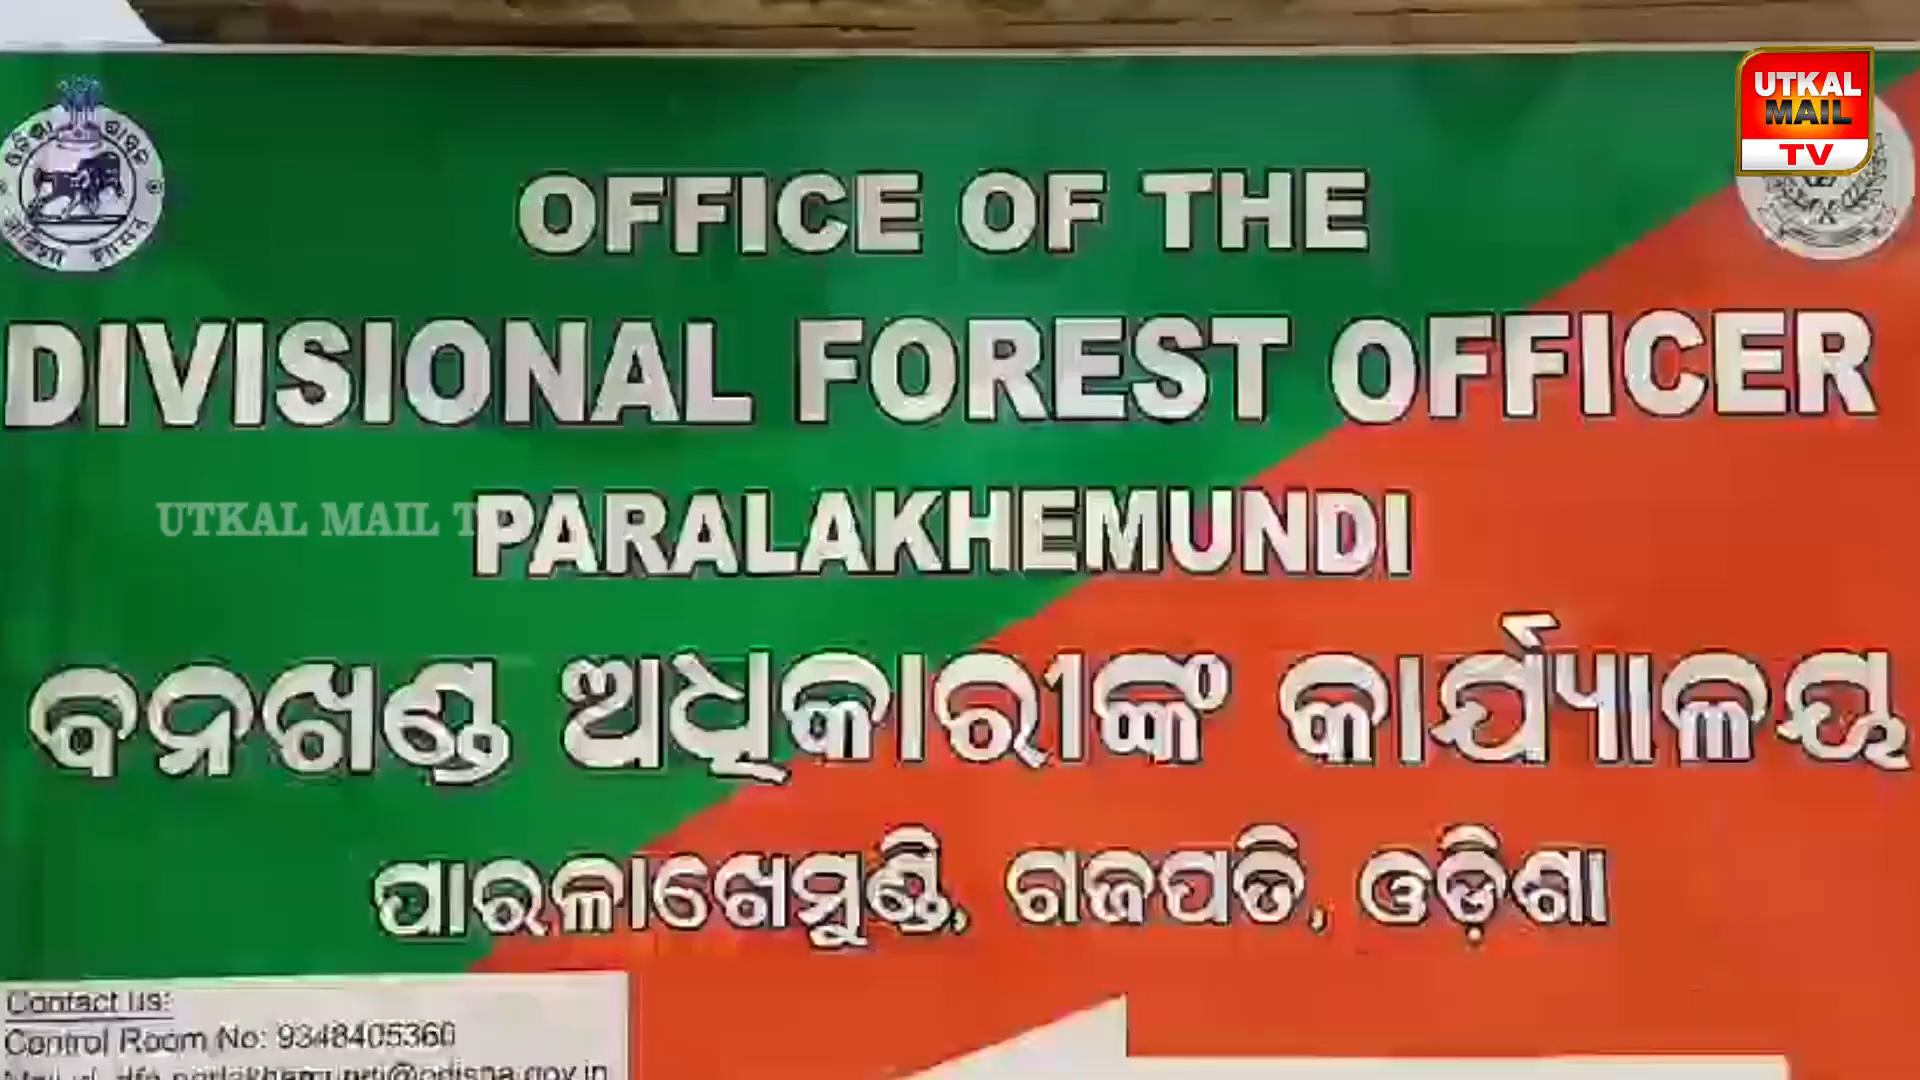 UTKAL
MAIL
TV
OFFICE OF THE
DIVISIONAL FOREST OFFICER
PARALAKHEMUNDI
UTKAL MAIL
ବନଖଣ୍ଡ ଅଧିକାରୀଙ୍କ କାର୍ଯ୍ୟାଳୟ
ପାରଳାଖେମୁଣ୍ଡି, ଗଜପତି, ଓଡ଼ିଶା
Contact us:
Control Room No: 9348405360